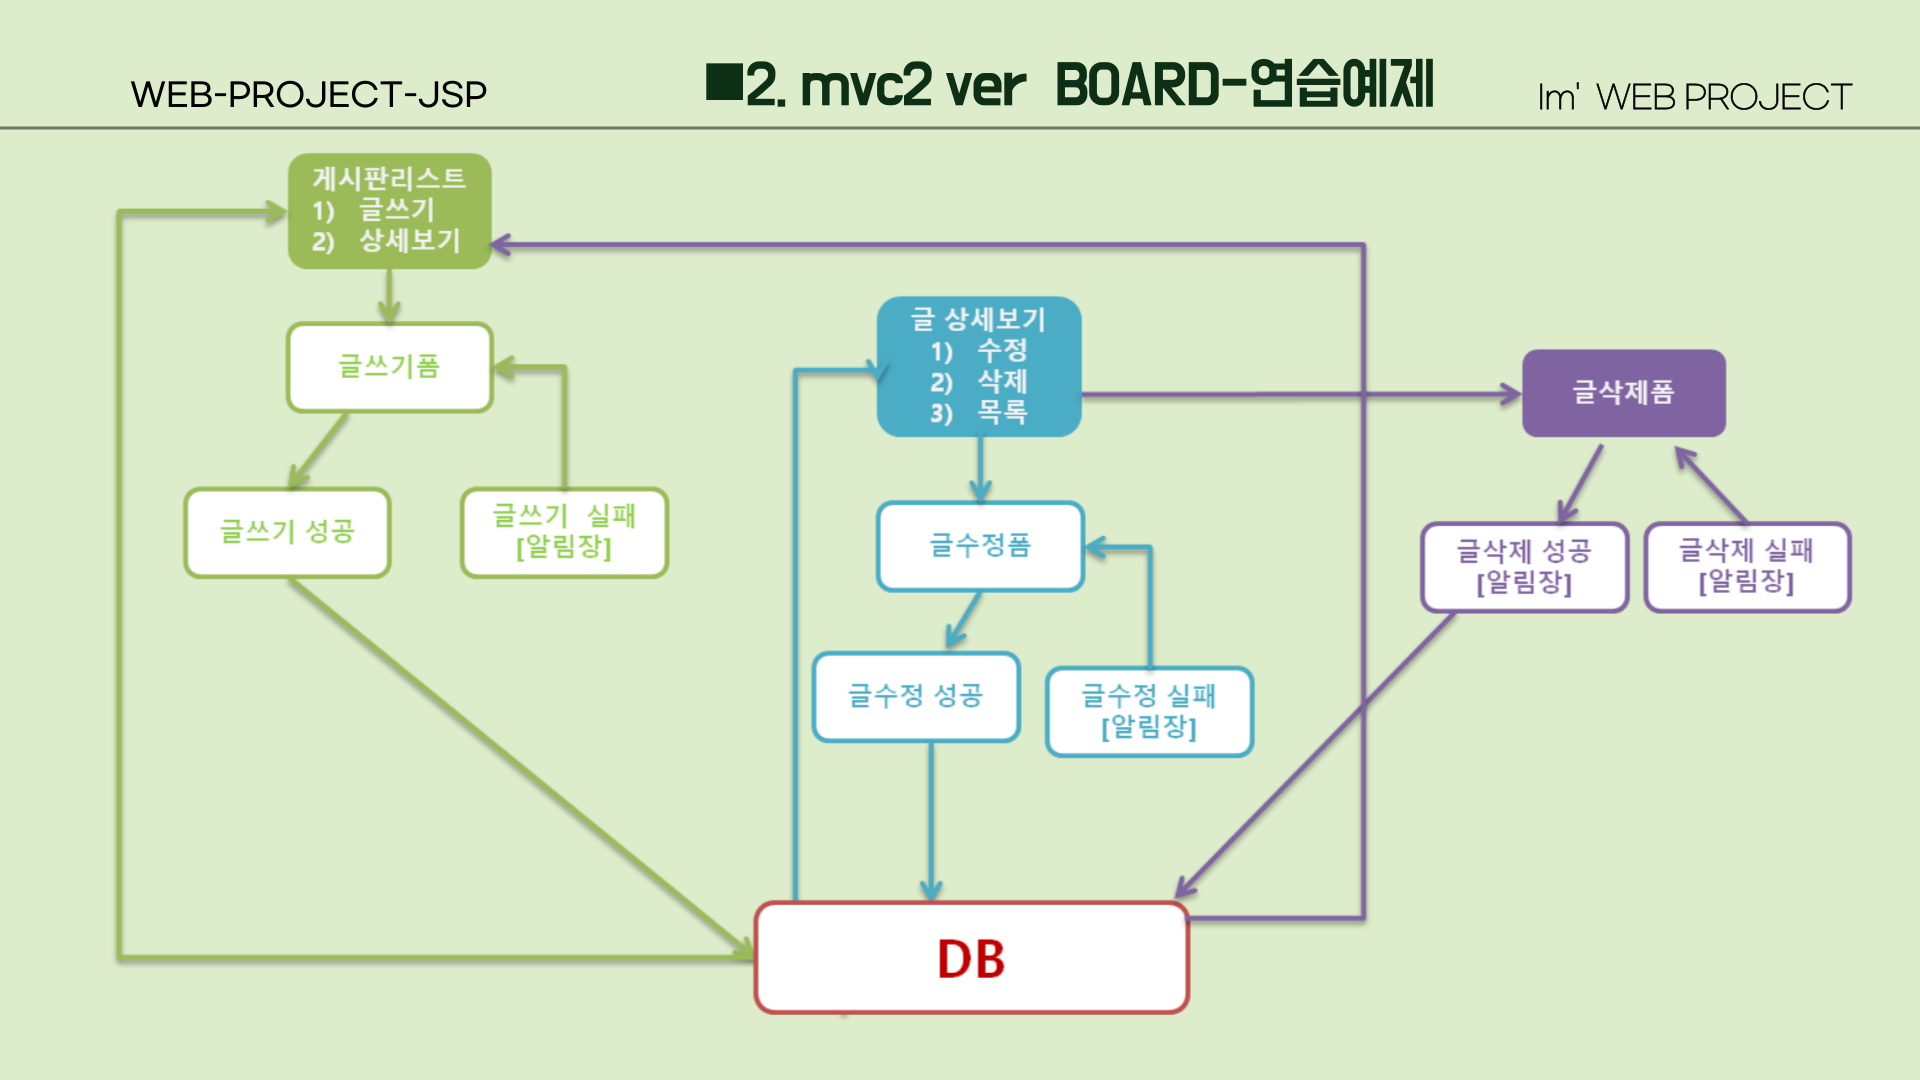 WEB-PROJECT-JSP
■2. mvc2 ver BOARD-연습예제
Im' WEB PROJECT
게시판리스트
1) 글쓰기
2) 상세보기
글쓰기폼
글쓰기 성공
글쓰기 실패
[알림장]
글 상세보기
1) 수정
2) 삭제
3) 목록
글수정폼
글수정 성공
글수정 실패
[알림장]
글삭제폼
글삭제 성공
[알림장]
글삭제 실패
[알림장]
DB